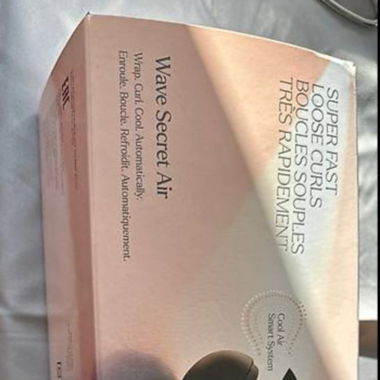 SUPER FAST
LOOSE CURLS
BOUCLES SOUPLES
TRÈS RAPIDEMENT
Wave Secret Air
Wrap. Curl. Cool. Automatically.
Enroule. Boucle. Refroidit. Automatiquement.
Cool Air
Smart System